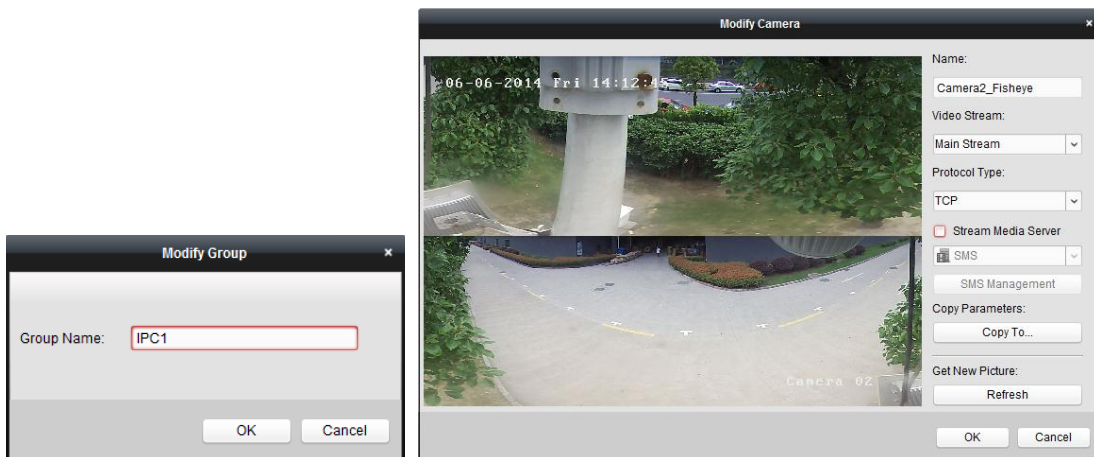 Modify Group
×
Group Name:
IPC1
OK
Cancel
Modify Camera
×
06-06-2014 Fri 14:12:45
Camera 02
Name:
Camera2_Fisheye
Video Stream:
Main Stream
Protocol Type:
TCP
Stream Media Server
SMS
SMS Management
Copy Parameters:
Copy To...
Get New Picture:
Refresh
OK
Cancel